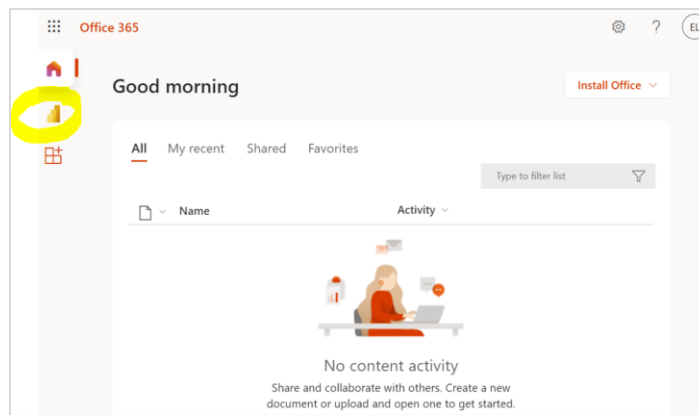 Office 365
?
EL
Good morning
Install Office
All My recent Shared Favorites
Type to filter list
Name Activity
No content activity
Share and collaborate with others. Create a new
document or upload and open one to get started.